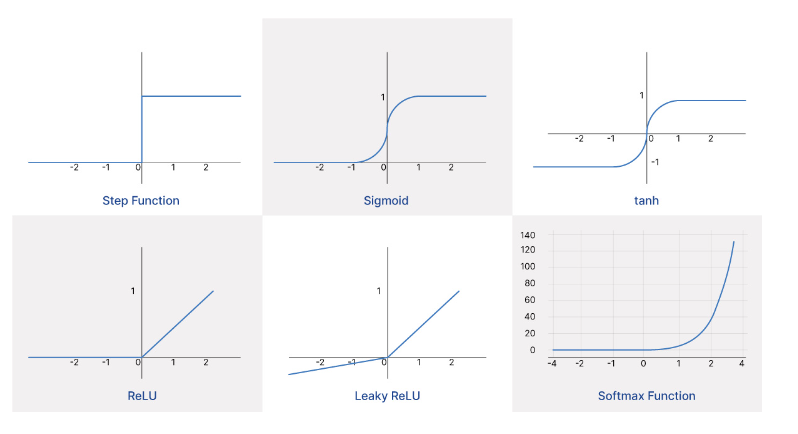 -2 -1 0 1 2
Step Function
1
-2 -1 0 1 2
Sigmoid
1
-2 -1 0 1 2
-1
tanh
1
-2 -1 0 1 2
ReLU
1
-2 -1 0 1 2
Leaky ReLU
140
120
100
80
60
40
20
0
-4 -2 -1 0 1 2 4
Softmax Function